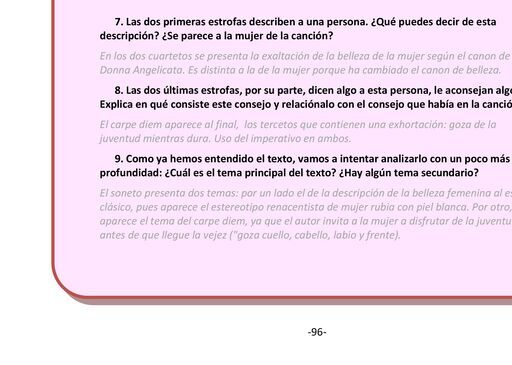 7. Las dos primeras estrofas describen a una persona. ¿Qué puedes decir de esta
descripción? ¿Se parece a la mujer de la canción?
En los dos cuartetos se presenta la exaltación de la belleza de la mujer según el canon de
Donna Angelicata. Es distinta a la de la mujer porque ha cambiado el canon de belleza.
8. Las dos últimas estrofas, por su parte, dicen algo a esta persona, le aconsejan algo
Explica en qué consiste este consejo y relaciónalo con el consejo que había en la
El carpe diem aparece al final, los tercetos que contienen una exhortación: goza de la
juventud mientras dura. Uso del imperativo en ambos.
9. Como ya hemos entendido el texto, vamos a intentar analizarlo con un poco más
profundidad: ¿Cuál es el tema principal del texto? ¿Hay algún tema secundario?
El soneto presenta dos temas: por un lado el de la descripción de la belleza femenina al
clásico, pues aparece el estereotipo renacentista de mujer rubia con piel blanca. Por otro,
aparece el tema del carpe diem, ya que el autor invita a la mujer a disfrutar de la
antes de que llegue la vejez ("goza cuello, cabello, labio y frente).
-96-